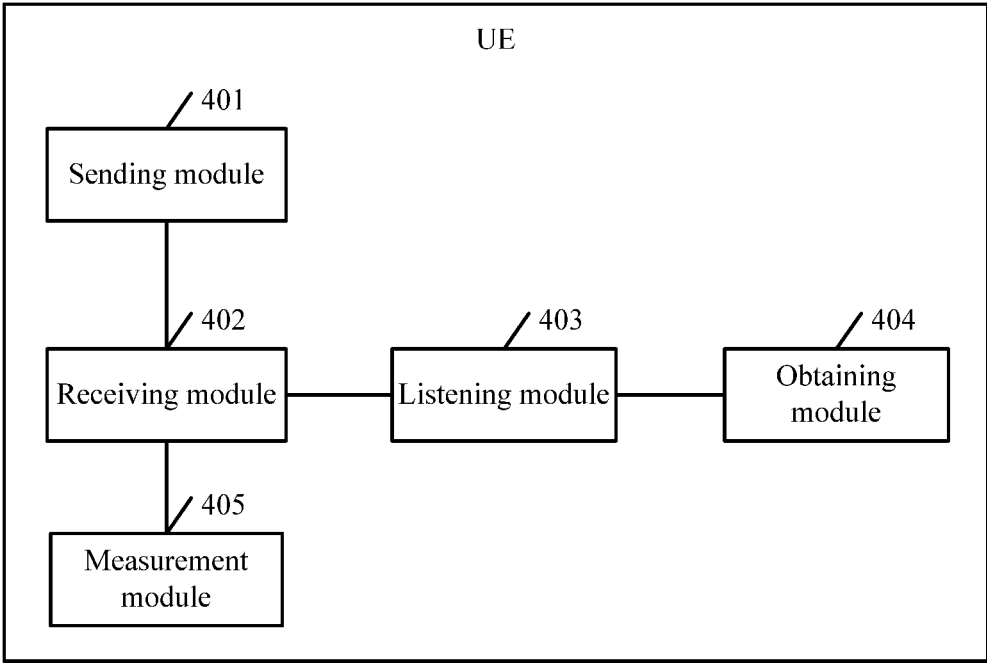 UE
401
Sending module
402
Receiving module
403
Listening module
404
Obtaining
module
405
Measurement
module